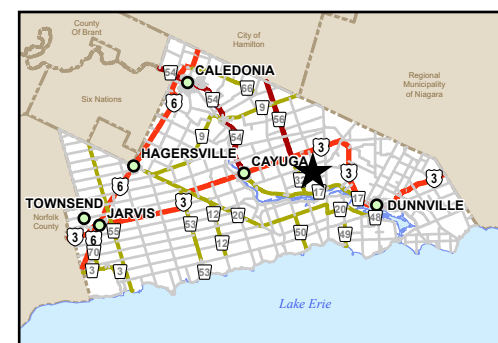 County
Of Brant
City of
Hamilton
54
CALEDONIA
66
Regional
Municipality
of Niagara
Six Nations
6
54
9
56
9
54
3
HAGERSVILLE
CAYUGA
3
3
6
32
17
17
TOWNSEND
3
12
20
20
DUNNVILLE
48
Norfolk
County
JARVIS
3
6
55
53
12
50
49
70
3
3
53
Lake Erie